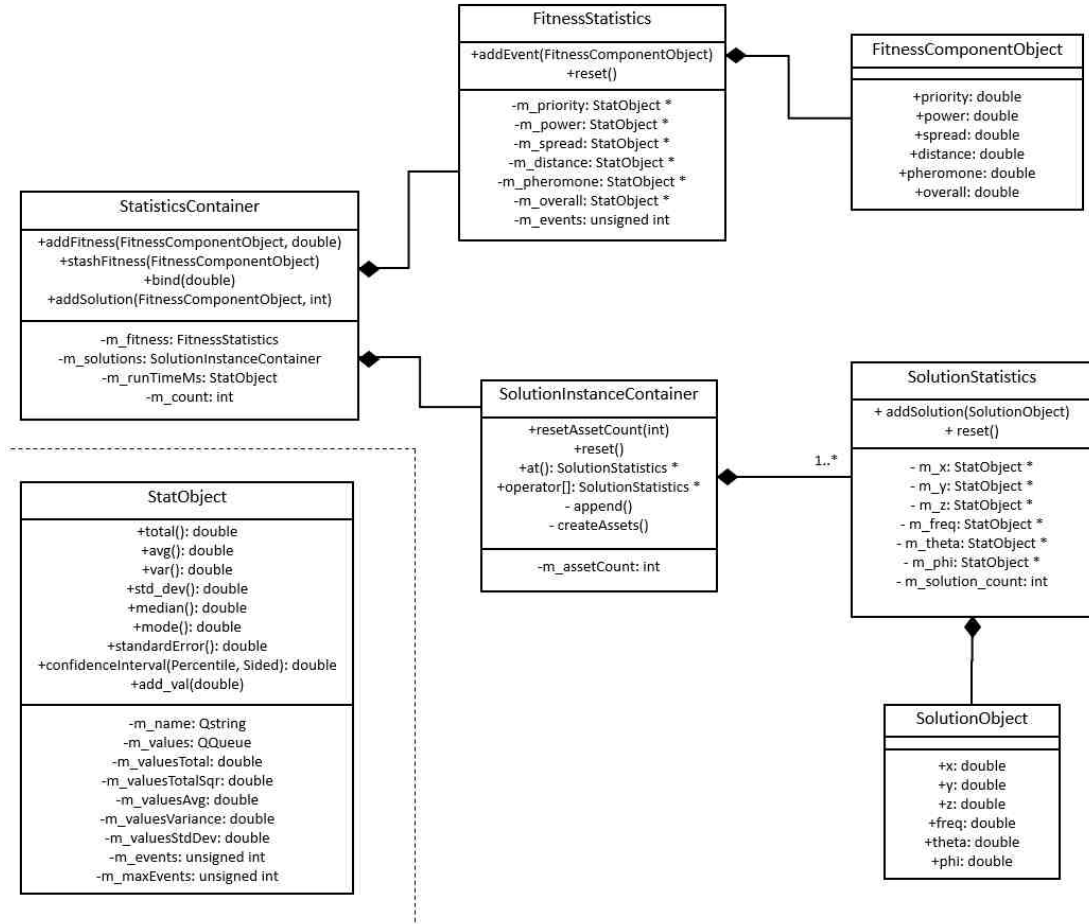 FitnessStatistics
+addEvent(FitnessComponentObject)
+reset()
-m_priority: StatObject *
-m_power: StatObject *
-m_spread: StatObject *
-m_distance: StatObject *
-m_pheromone: StatObject *
-m_overall: StatObject *
-m_events: unsigned int
FitnessComponentObject
+priority: double
+power: double
+spread: double
+distance: double
+pheromone: double
+overall: double
StatisticsContainer
+addFitness(FitnessComponentObject, double)
+stashFitness(FitnessComponentObject)
+bind(double)
+addSolution(FitnessComponentObject, int)
-m_fitness: FitnessStatistics
-m_solutions: SolutionInstanceContainer
-m_runTimeMs: StatObject
-m_count: int
SolutionInstanceContainer
+resetAssetCount(int)
+reset()
+at(): SolutionStatistics *
+operator[]: SolutionStatistics *
- append()
- createAssets()
-m_assetCount: int
1..*
SolutionStatistics
+ addSolution(SolutionObject)
+ reset()
- m_x: StatObject *
- m_y: StatObject *
- m_z: StatObject *
- m_freq: StatObject *
- m_theta: StatObject *
- m_phi: StatObject *
- m_solution_count: int
StatObject
+total(): double
+avg(): double
+var(): double
+std_dev(): double
+median(): double
+mode(): double
+standardError(): double
+confidenceInterval(Percentile, Sided): double
+add_val(double)
-m_name: Qstring
-m_values: QQueue
-m_valuesTotal: double
-m_valuesTotalSqr: double
-m_valuesAvg: double
-m_valuesVariance: double
-m_valuesStdDev: double
-m_events: unsigned int
-m_maxEvents: unsigned int
SolutionObject
+x: double
+y: double
+z: double
+freq: double
+theta: double
+phi: double